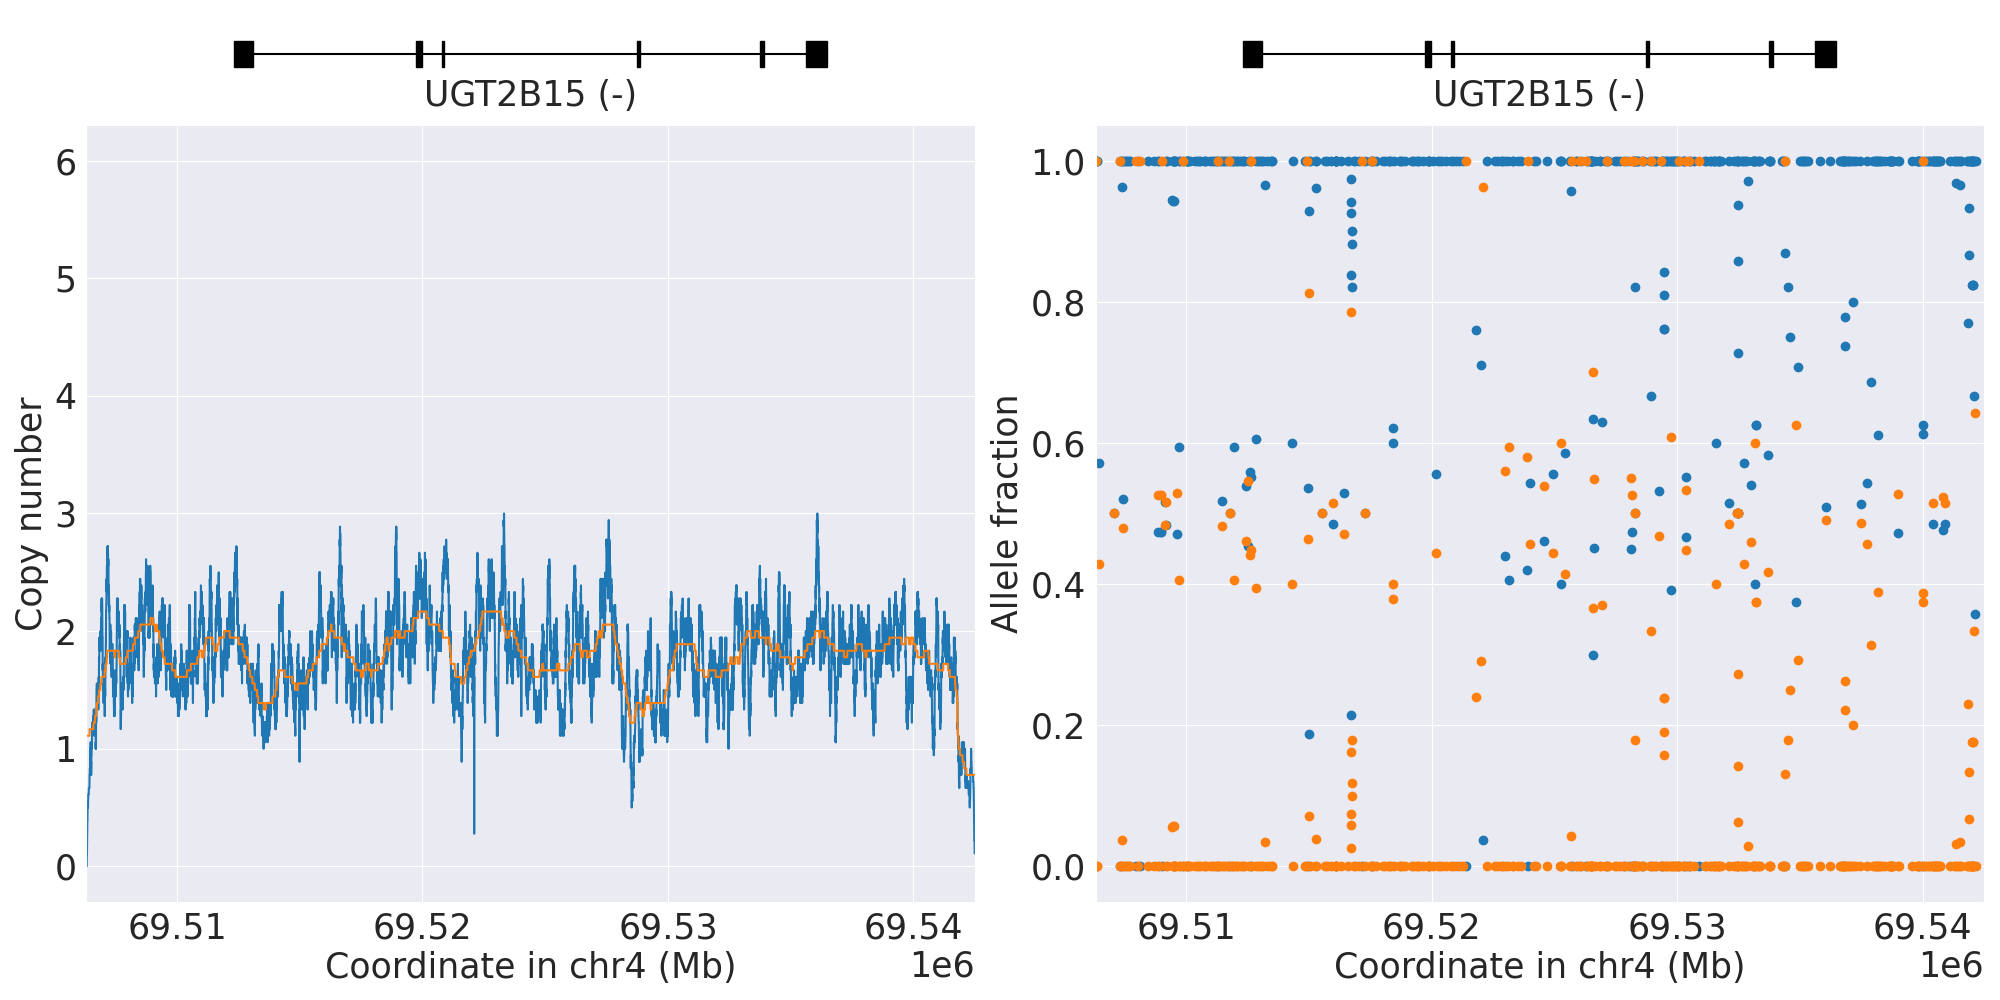 UGT2B15 (-)
6
5
4
3
2
1
0
Copy number
69.51 69.52 69.53 69.54
Coordinate in chr4 (Mb) 1e6
UGT2B15 (-)
1.0
0.8
0.6
0.4
0.2
0.0
Allele fraction
69.51 69.52 69.53 69.54
Coordinate in chr4 (Mb) 1e6